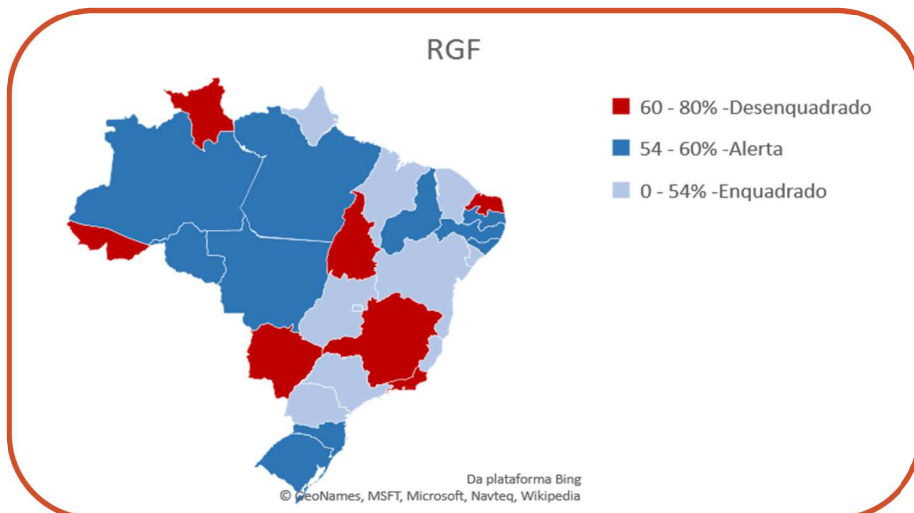 RGF
60 - 80% -Desenquadrado
54 - 60% -Alerta
0 - 54% -Enquadrado
Da plataforma Bing
© GeoNames, MSFT, Microsoft, Navteq, Wikipedia